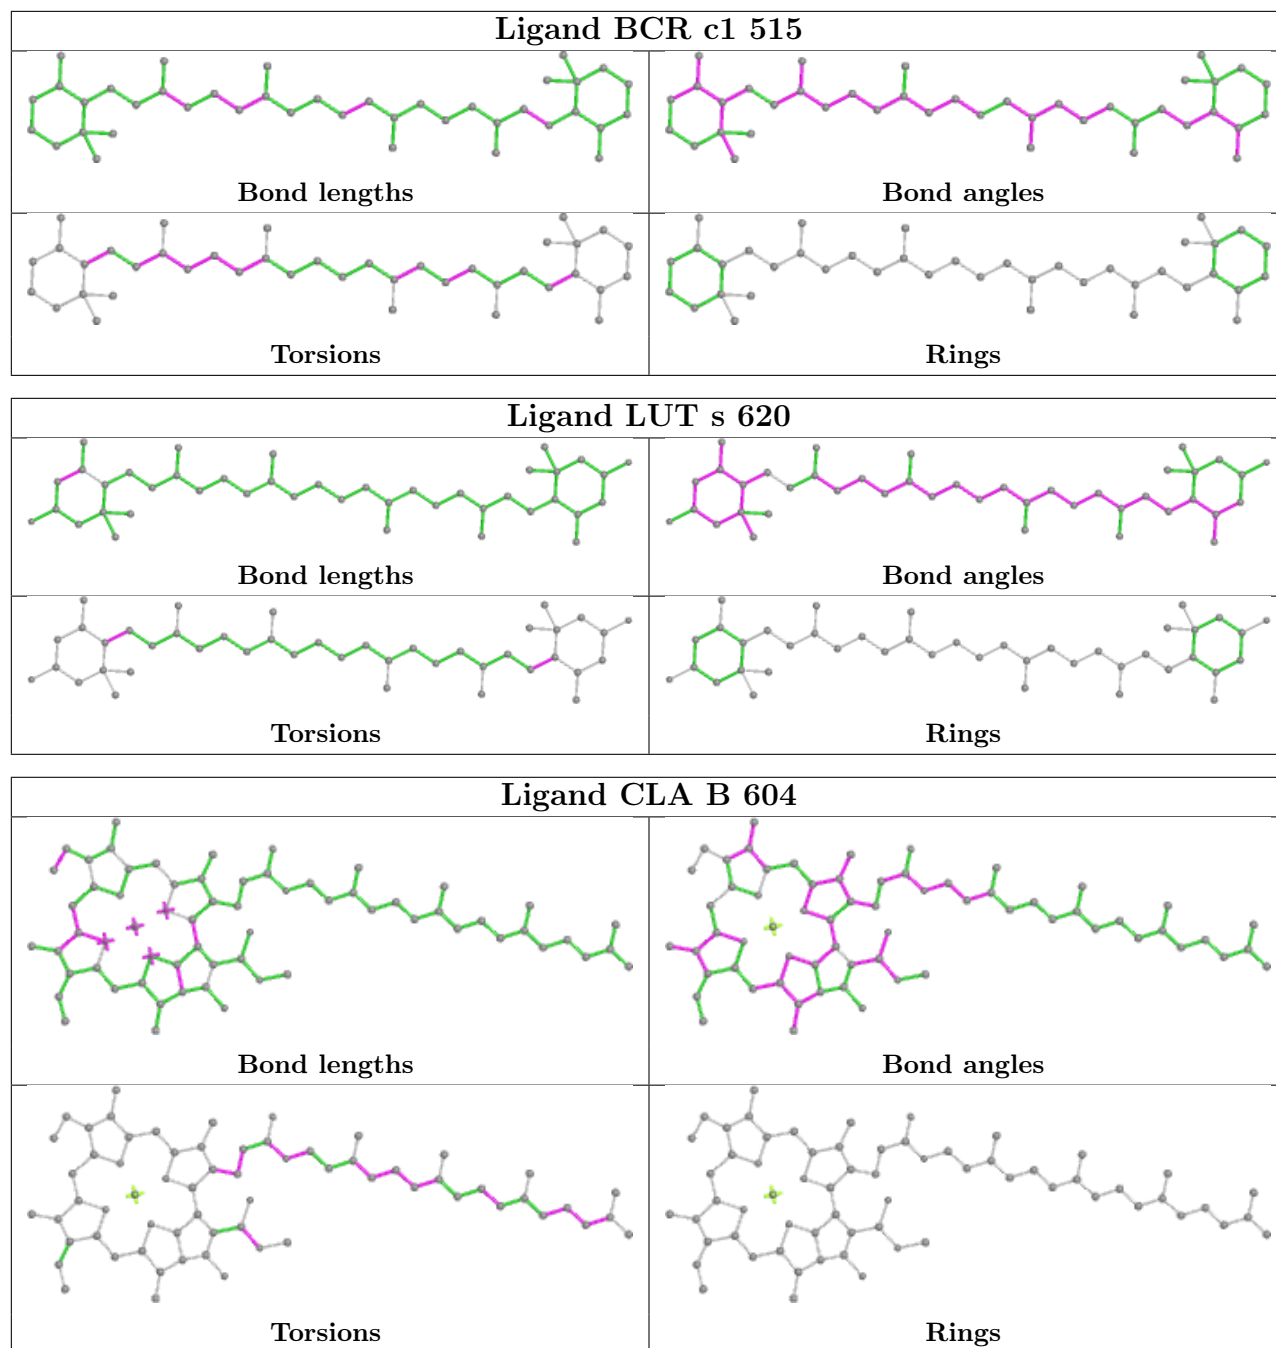 Ligand BCR c1 515
Bond lengths
Bond angles
Torsions
Rings
Ligand LUT s 620
Bond lengths
Bond angles
Torsions
Rings
Ligand CLA B 604
Bond lengths
Bond angles
Torsions
Rings